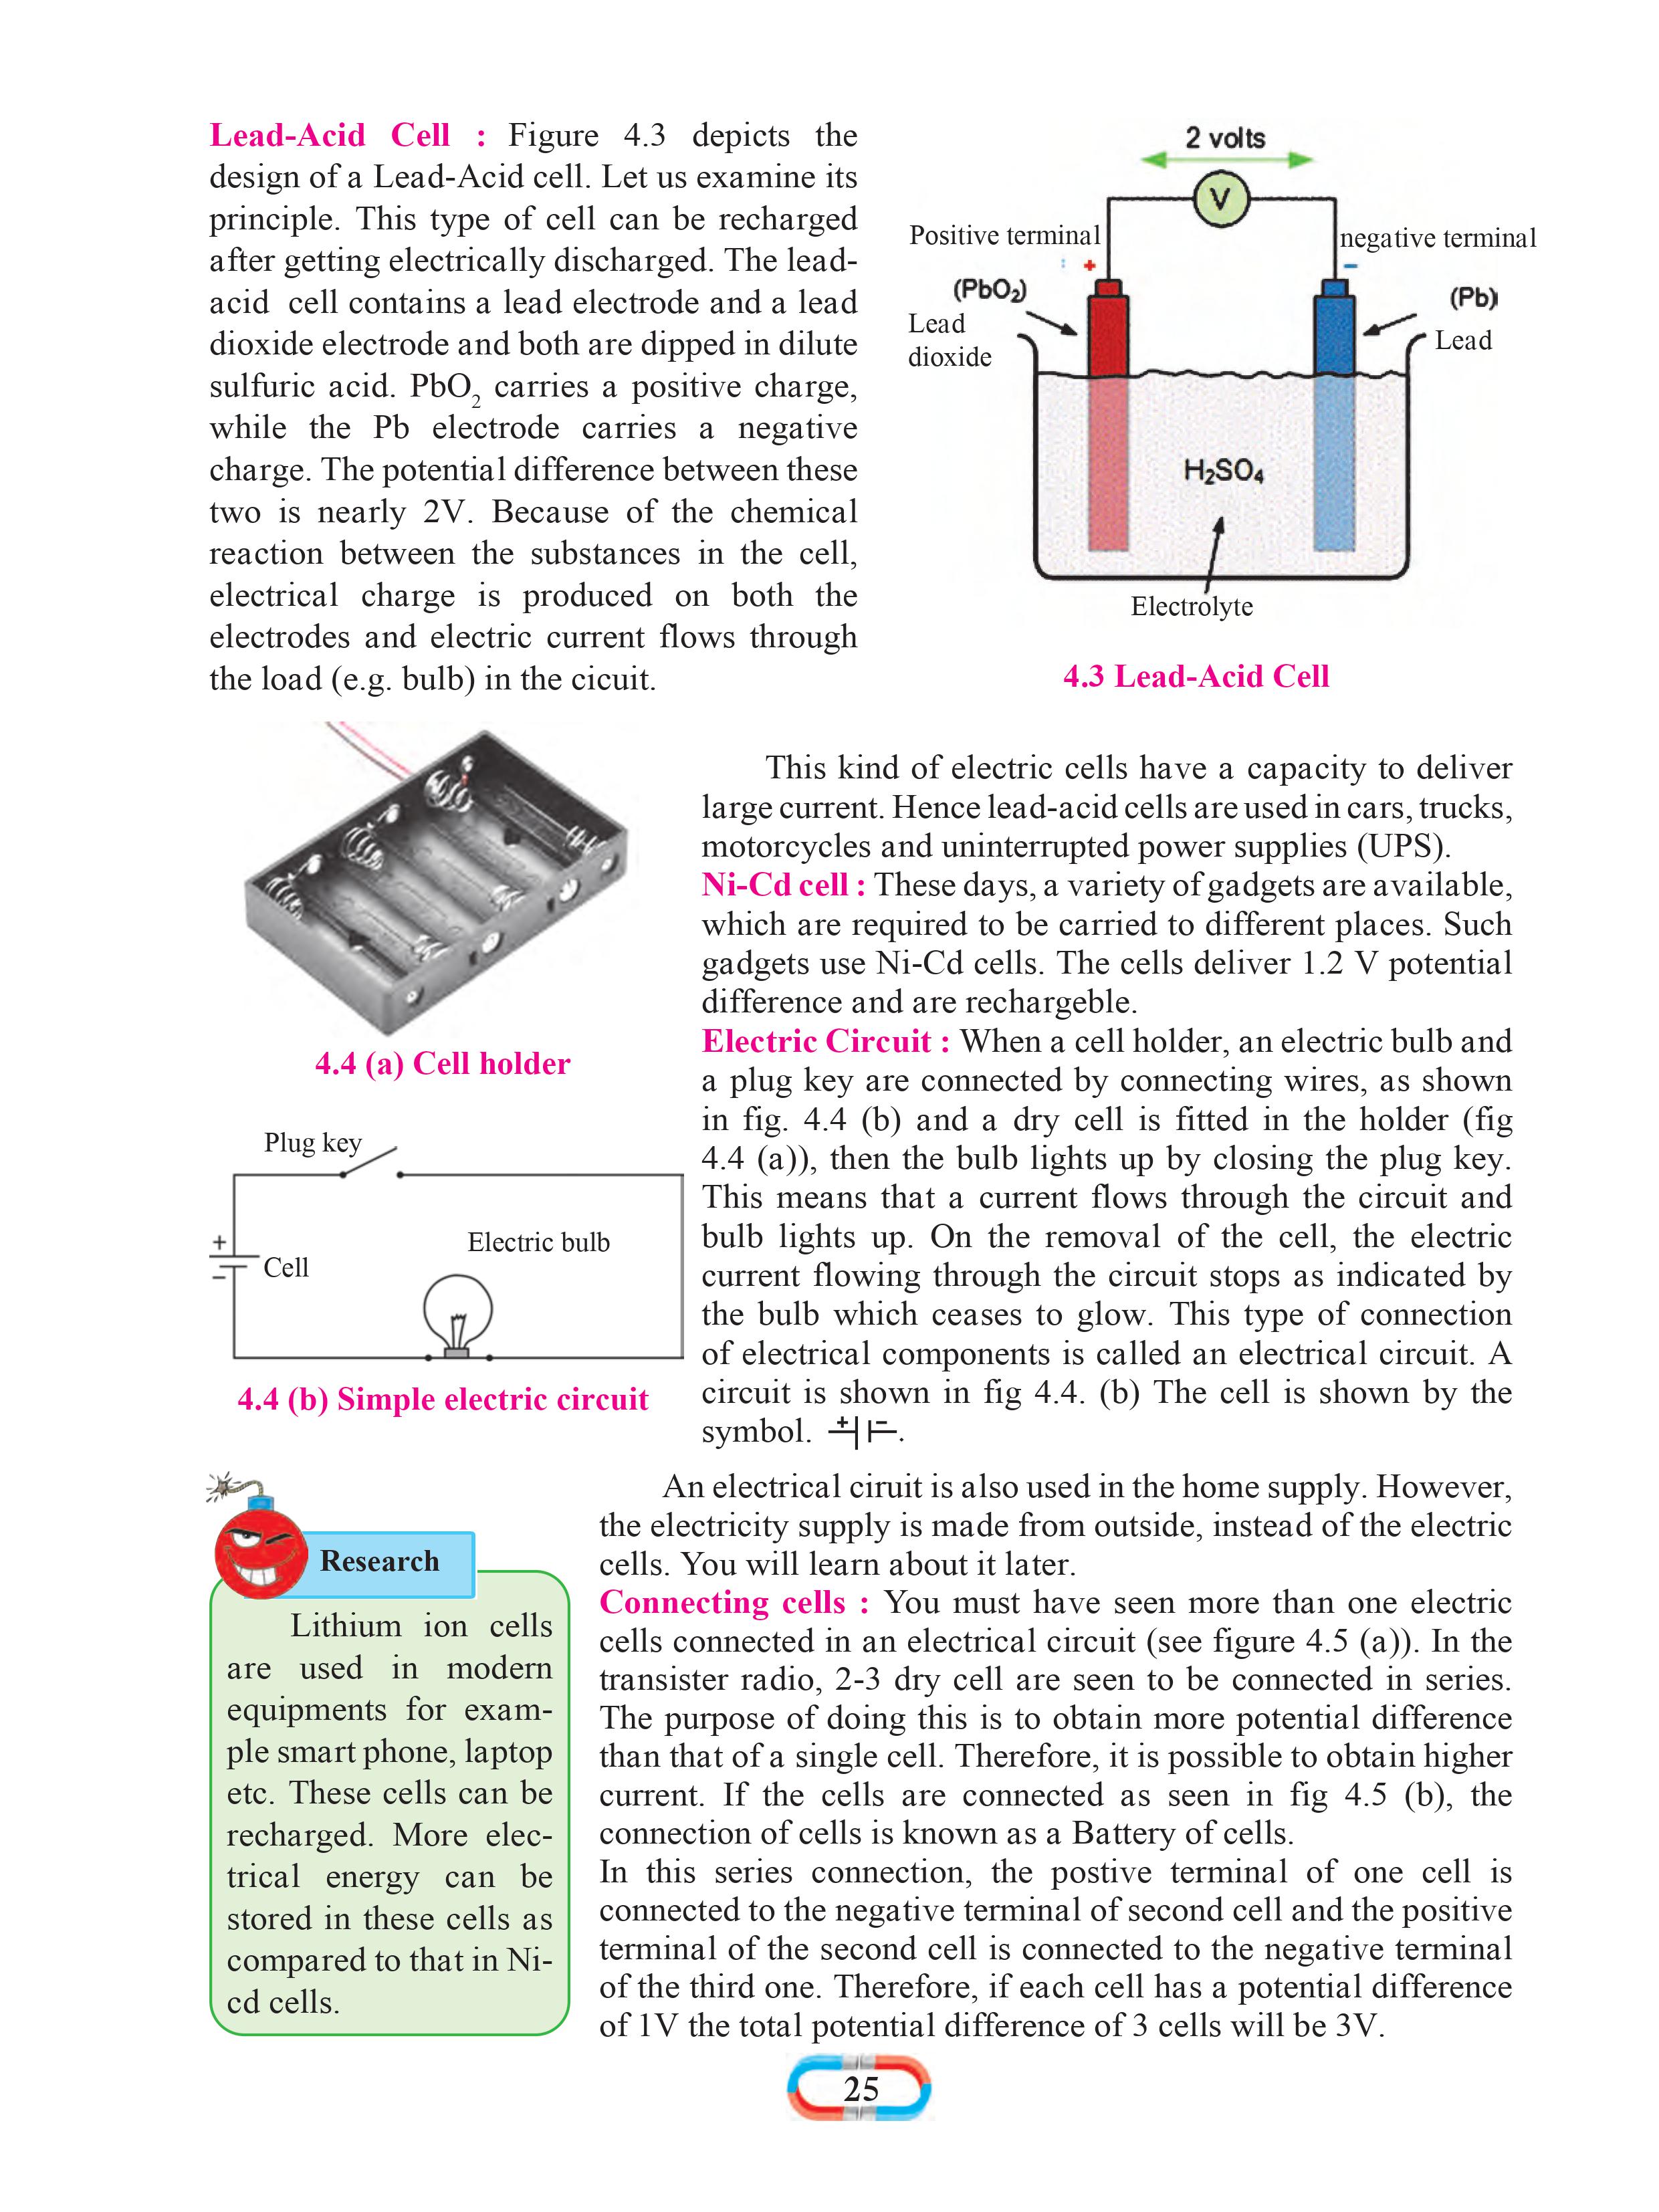 Lead-Acid Cell : Figure 4.3 depicts the
design of a Lead-Acid cell. Let us examine its
principle. This type of cell can be recharged
after getting electrically discharged. The lead-
acid cell contains a lead electrode and a lead
dioxide electrode and both are dipped in dilute
sulfuric acid. PbO₂ carries a positive charge,
while the Pb electrode carries a negative
charge. The potential difference between these
two is nearly 2V. Because of the chemical
reaction between the substances in the cell,
electrical charge is produced on both the
electrodes and electric current flows through
the load (e.g. bulb) in the cicuit.
2 volts
V
Positive terminal
negative terminal
+
−
(PbO₂)
Lead
dioxide
(Pb)
Lead
H₂SO₄
Electrolyte
4.3 Lead-Acid Cell
4.4 (a) Cell holder
Plug key
+
−
Cell
Electric bulb
4.4 (b) Simple electric circuit
This kind of electric cells have a capacity to deliver
large current. Hence lead-acid cells are used in cars, trucks,
motorcycles and uninterrupted power supplies (UPS).
Ni-Cd cell : These days, a variety of gadgets are available,
which are required to be carried to different places. Such
gadgets use Ni-Cd cells. The cells deliver 1.2 V potential
difference and are rechargeble.
Electric Circuit : When a cell holder, an electric bulb and
a plug key are connected by connecting wires, as shown
in fig. 4.4 (b) and a dry cell is fitted in the holder (fig
4.4 (a)), then the bulb lights up by closing the plug key.
This means that a current flows through the circuit and
bulb lights up. On the removal of the cell, the electric
current flowing through the circuit stops as indicated by
the bulb which ceases to glow. This type of connection
of electrical components is called an electrical circuit. A
circuit is shown in fig 4.4. (b) The cell is shown by the
symbol. + −.
Research
Lithium ion cells
are used in modern
equipments for exam-
ple smart phone, laptop
etc. These cells can be
recharged. More elec-
trical energy can be
stored in these cells as
compared to that in Ni-
cd cells.
An electrical ciruit is also used in the home supply. However,
the electricity supply is made from outside, instead of the electric
cells. You will learn about it later.
Connecting cells : You must have seen more than one electric
cells connected in an electrical circuit (see figure 4.5 (a)). In the
transister radio, 2-3 dry cell are seen to be connected in series.
The purpose of doing this is to obtain more potential difference
than that of a single cell. Therefore, it is possible to obtain higher
current. If the cells are connected as seen in fig 4.5 (b), the
connection of cells is known as a Battery of cells.
In this series connection, the postive terminal of one cell is
connected to the negative terminal of second cell and the positive
terminal of the second cell is connected to the negative terminal
of the third one. Therefore, if each cell has a potential difference
of 1V the total potential difference of 3 cells will be 3V.
25